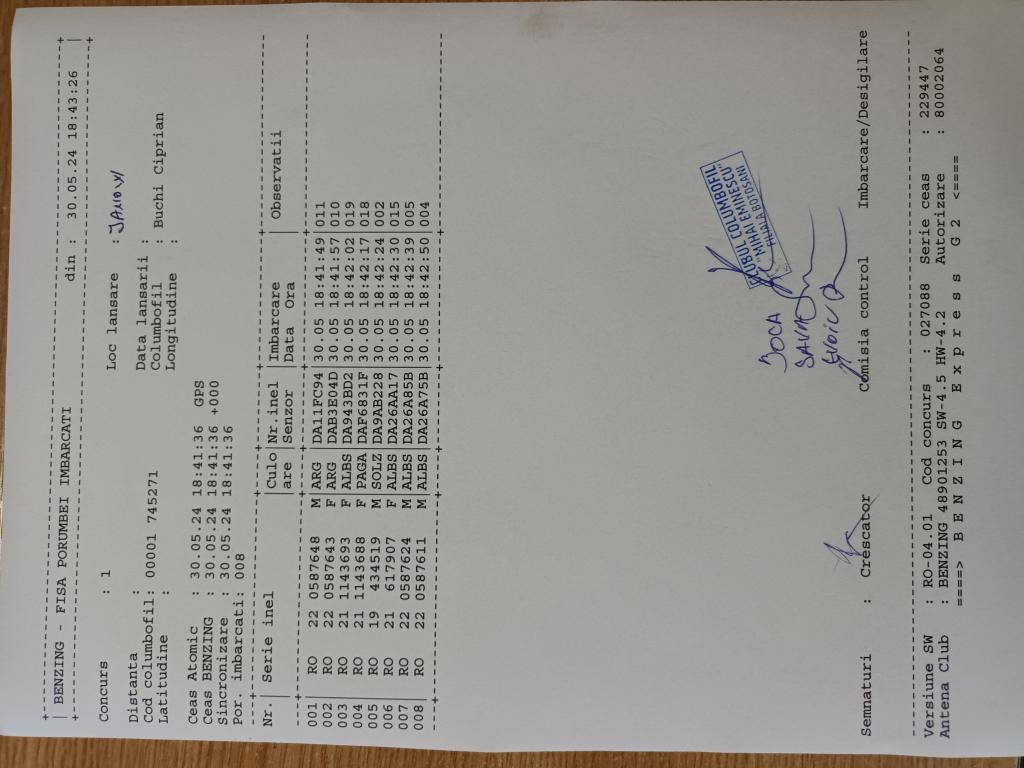 +-----------------------------------------------------------------------------+
| BENZING - FISA PORUMBEI IMBARCATI                din :  30.05.24 18:43:26 |
+-----------------------------------------------------------------------------+
Concurs : 1 Loc lansare : JANOW
Distanta : Data lansarii :
Cod columbofil: 00001 745271 Columbofil : Buchi Ciprian
Latitudine : Longitudine :
Ceas Atomic : 30.05.24 18:41:36 GPS
Ceas BENZING : 30.05.24 18:41:36 +000
Sincronizare : 30.05.24 18:41:36
Por. imbarcati: 008
Nr.| Serie inel |Culo|Nr.inel |Imbarcare | Observatii
|are |Senzor |Data Ora |
001 | RO 22 0587648 M|ARG |DA11FC94|30.05 18:41:49|011
002 | RO 22 0587643 F|ARG |DAB3E04D|30.05 18:41:57|010
003 | RO 21 1143693 F|ALBS|DA943BD2|30.05 18:42:02|019
004 | RO 21 1143688 F|PAGA|DAF6831F|30.05 18:42:17|018
005 | RO 19 434519 M|SOLZ|DA9AB228|30.05 18:42:24|002
006 | RO 21 617907 F|ALBS|DA26AA17|30.05 18:42:30|015
007 | RO 22 0587624 M|ALBS|DA26A85B|30.05 18:42:39|005
008 | RO 22 0587611 M|ALBS|DA26A75B|30.05 18:42:50|004
CLUBUL COLUMBOFIL
"MIHAI EMINESCU"
FILIALA BOTOSANI
BOCA
Semnaturi : Crescator Comisia control Imbarcare/Desigilare
Versiune SW : RO-04.01 Cod concurs : 027088 Serie ceas : 229447
Antena Club : BENZING 48901253 SW-4.5 HW-4.2 Autorizare : 80002064
====> B E N Z I N G  E x p r e s s  G 2 <====